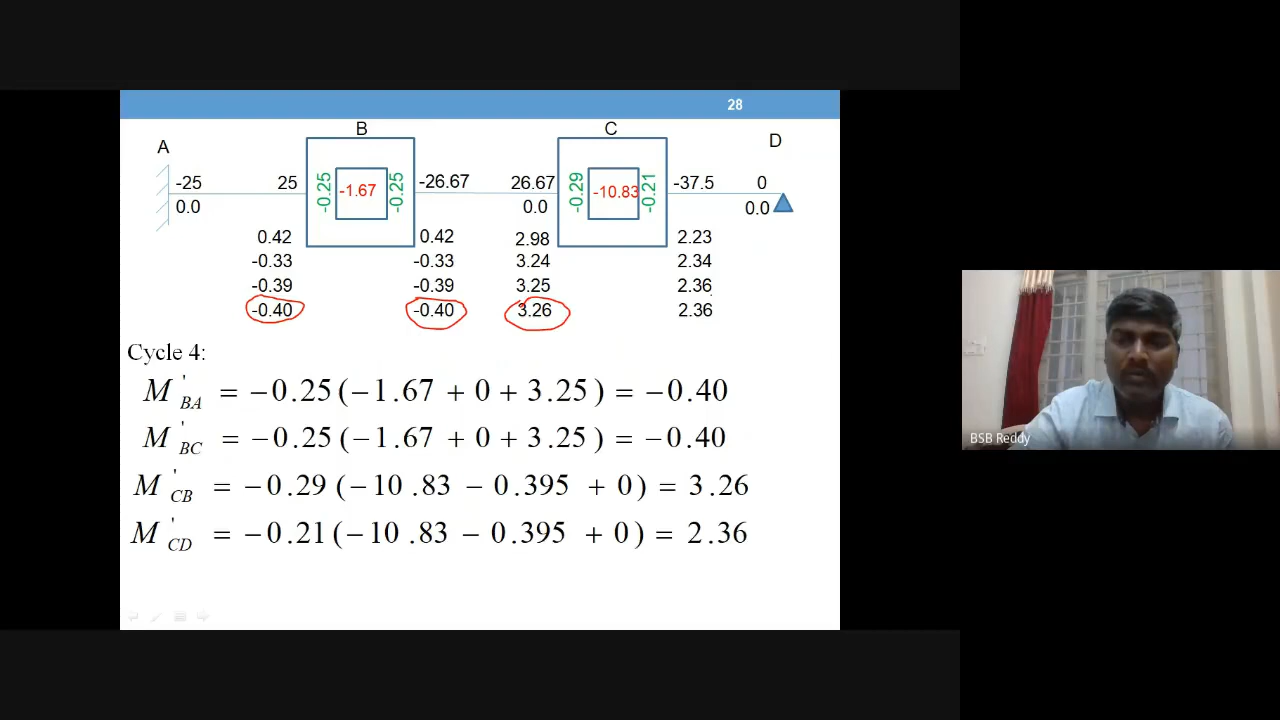 28
A B C D
-25 25 -0.25 -1.67 -0.25 -26.67 26.67 -0.29 -10.83 -0.21 -37.5 0
0.0 0.0 0.0
0.42 0.42 2.98 2.23
-0.33 -0.33 3.24 2.34
-0.39 -0.39 3.25 2.36
-0.40 -0.40 3.26 2.36
Cycle 4:
M'BA = −0.25(−1.67 + 0 + 3.25) = −0.40
M'BC = −0.25(−1.67 + 0 + 3.25) = −0.40
M'CB = −0.29(−10.83 − 0.395 + 0) = 3.26
M'CD = −0.21(−10.83 − 0.395 + 0) = 2.36
BSB Reddy